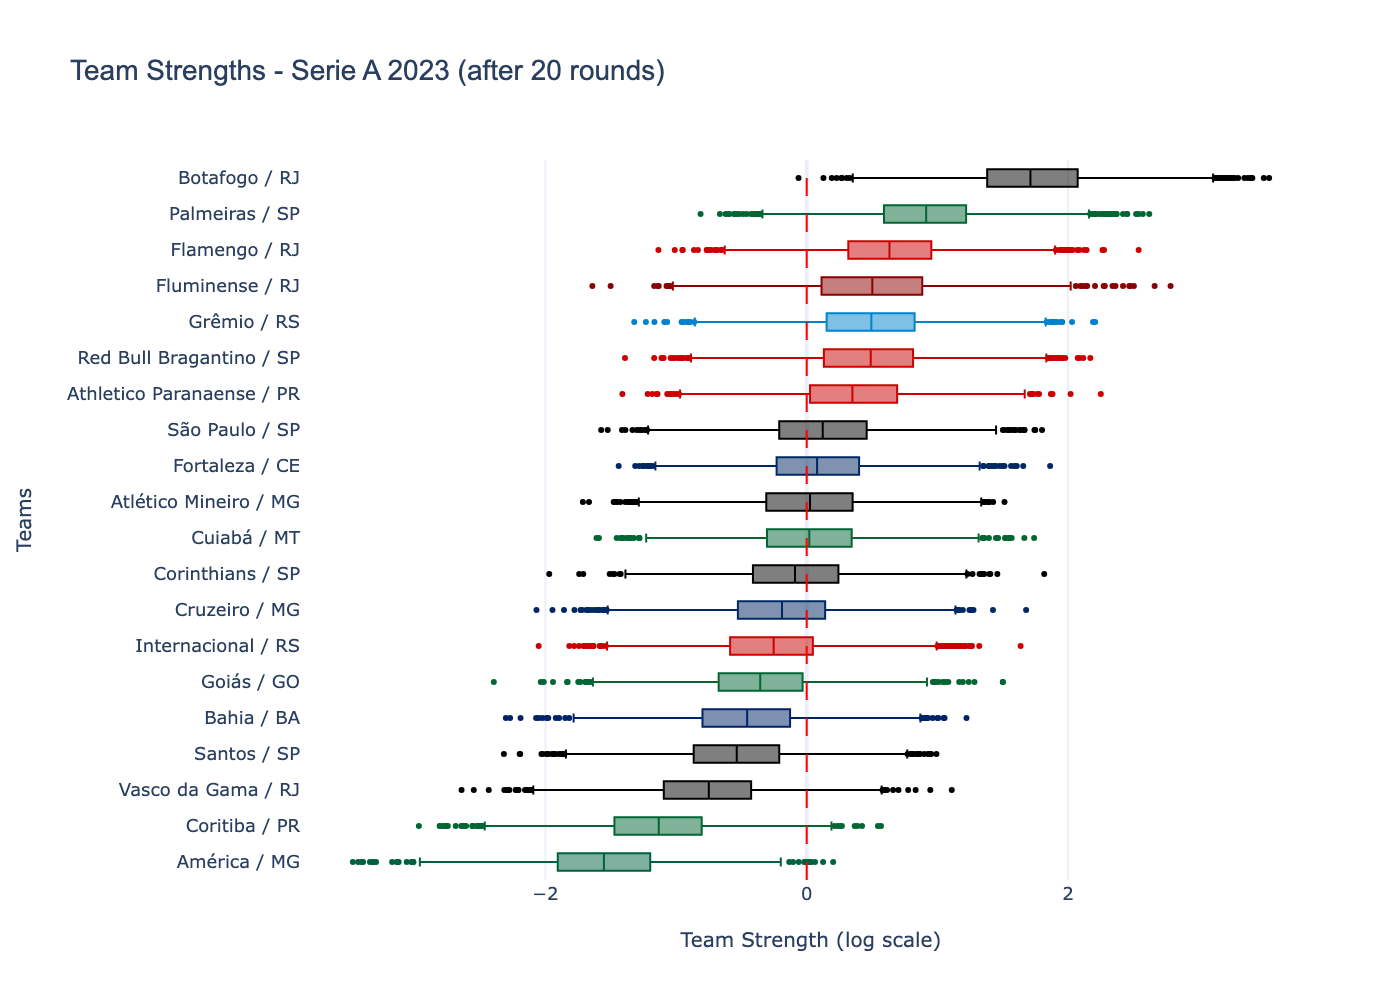 Team Strengths - Serie A 2023 (after 20 rounds)
Botafogo / RJ
Palmeiras / SP
Flamengo / RJ
Fluminense / RJ
Grêmio / RS
Red Bull Bragantino / SP
Athletico Paranaense / PR
São Paulo / SP
Fortaleza / CE
Atlético Mineiro / MG
Cuiabá / MT
Corinthians / SP
Cruzeiro / MG
Internacional / RS
Goiás / GO
Bahia / BA
Santos / SP
Vasco da Gama / RJ
Coritiba / PR
América / MG
Teams
−2 0 2
Team Strength (log scale)